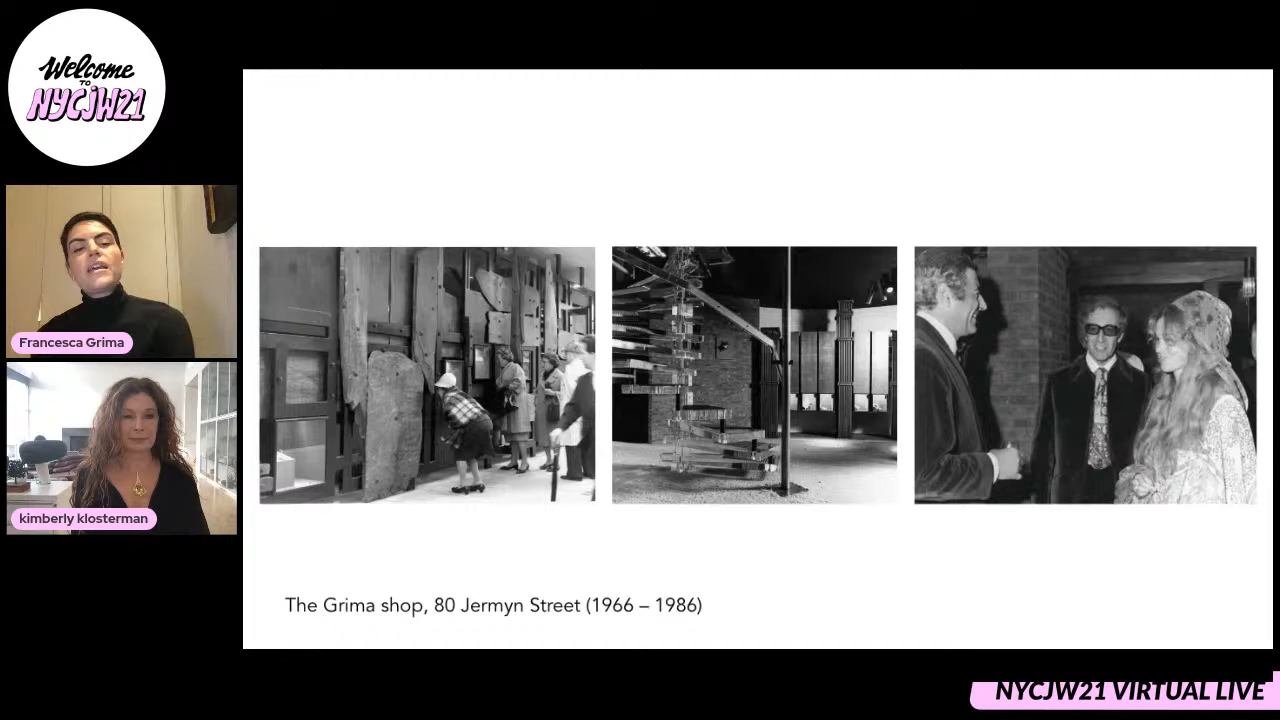 Welcome
TO
NYCJW21
Francesca Grima
kimberly klosterman
The Grima shop, 80 Jermyn Street (1966 – 1986)
NYCJW21 VIRTUAL LIVE